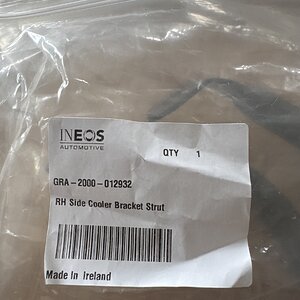 INEOS
AUTOMOTIVE
QTY 1
GRA-2000-012932
RH Side Cooler Bracket Strut
Made In Ireland